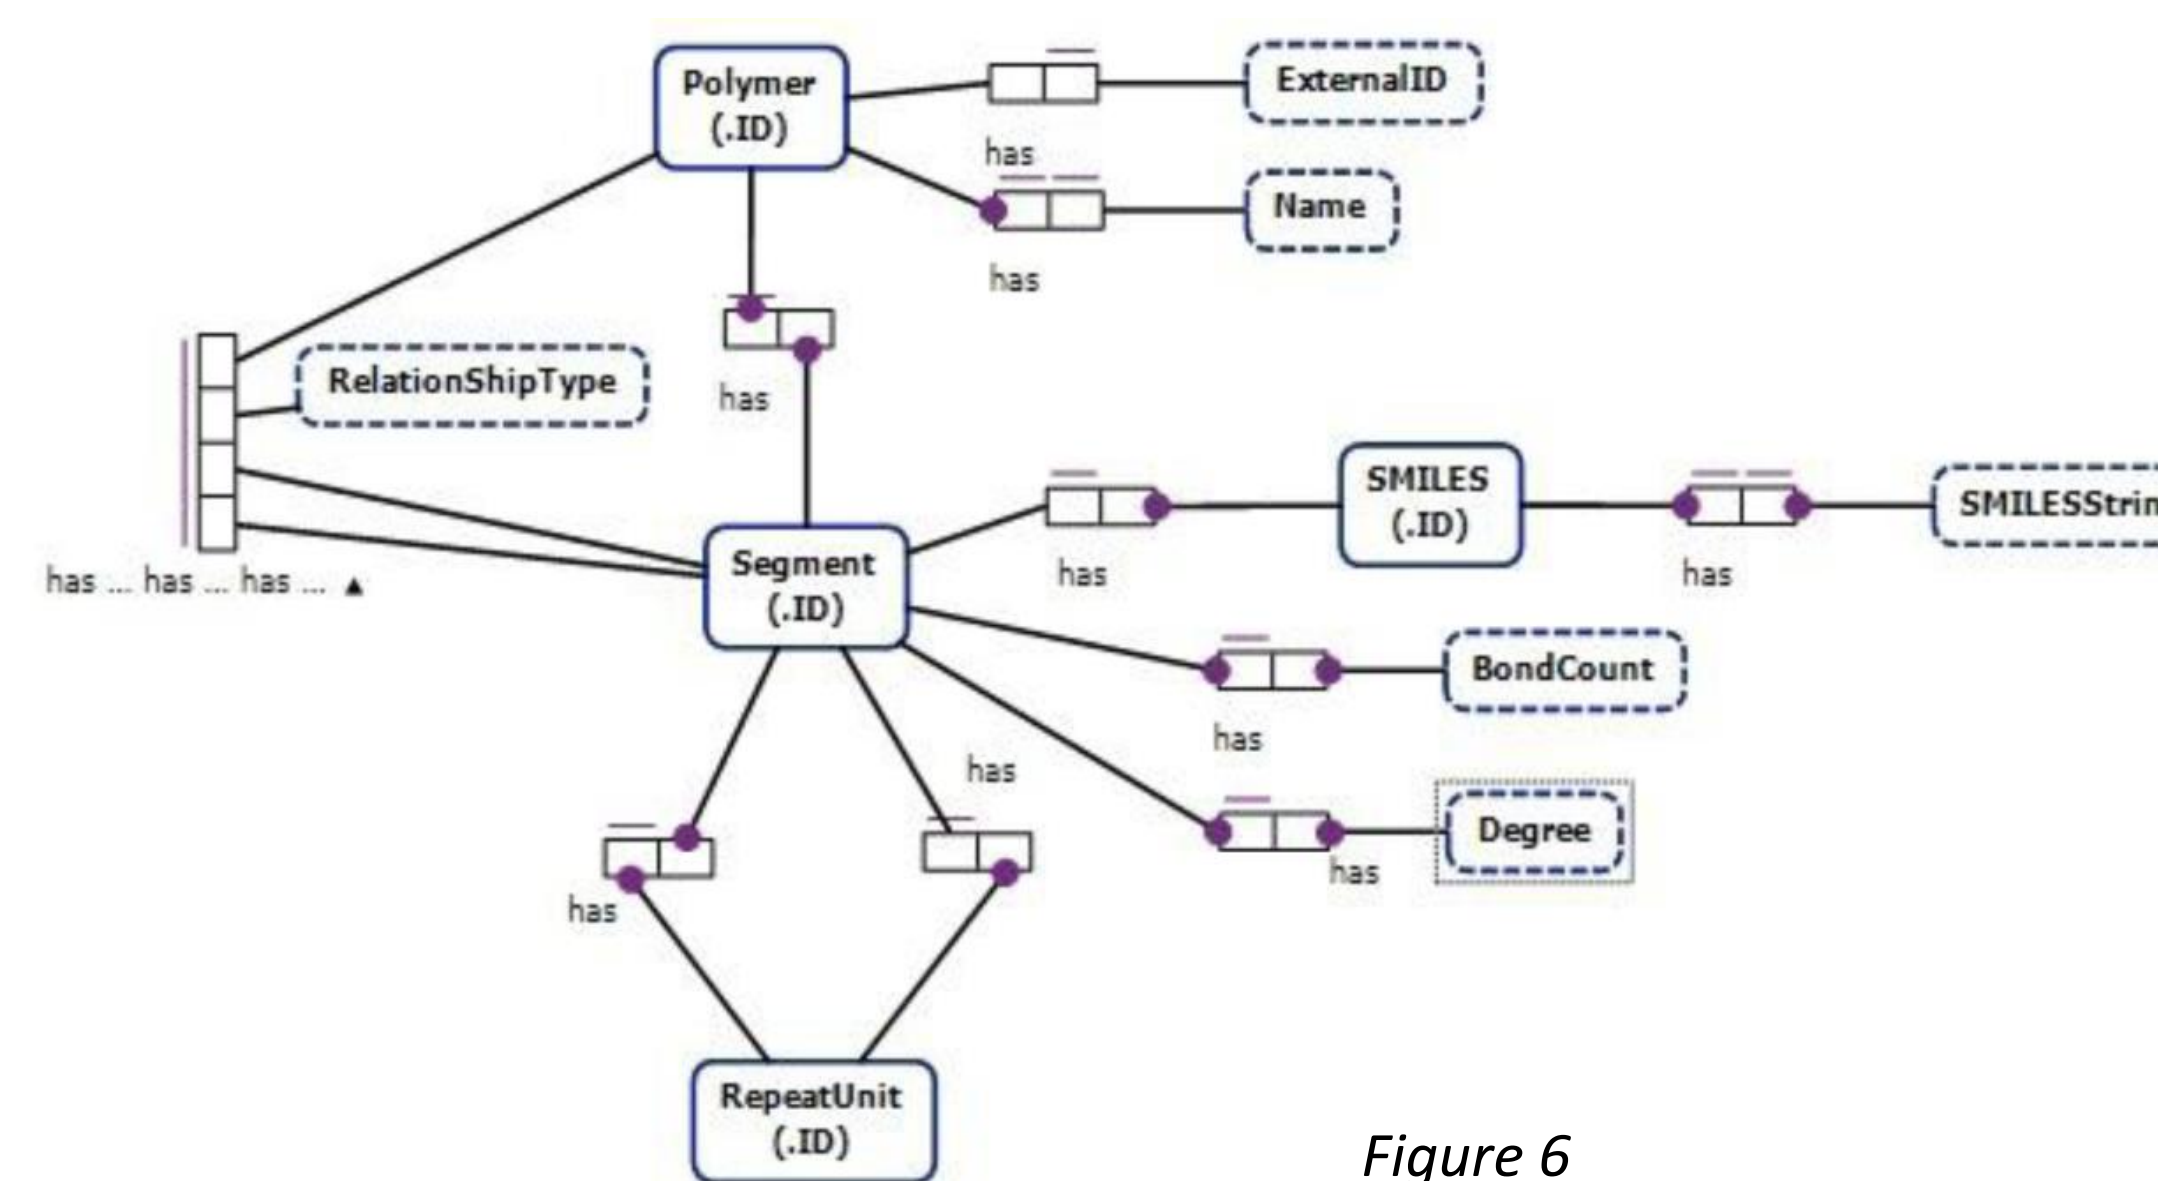 Polymer
(.ID)
ExternalID
has
Name
has
RelationShipType
has
has ... has ... has ... ▲
Segment
(.ID)
has
SMILES
(.ID)
has
SMILESStrin
BondCount
has
has
Degree
has
has
RepeatUnit
(.ID)
Figure 6